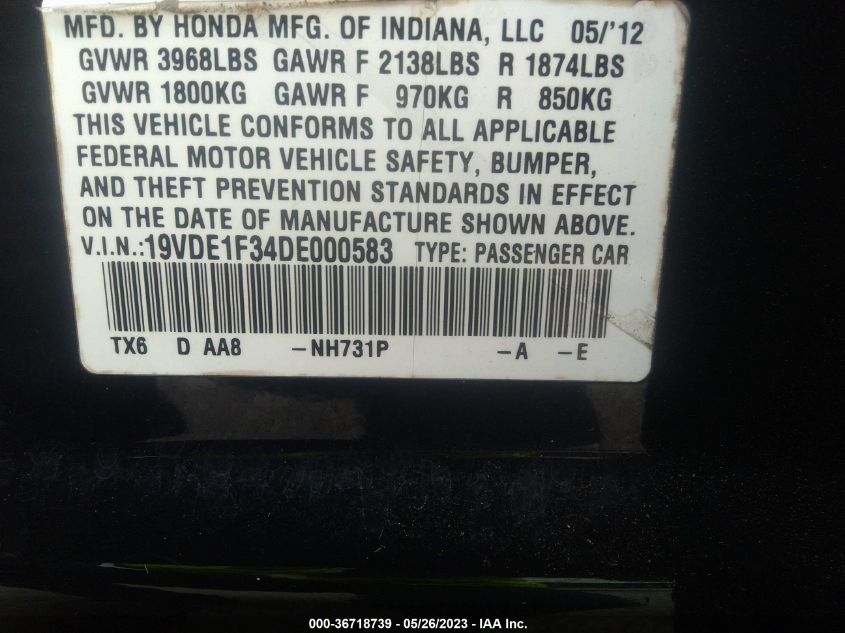 MFD. BY HONDA MFG. OF INDIANA, LLC 05/'12
GVWR 3968LBS GAWR F 2138LBS R 1874LBS
GVWR 1800KG GAWR F 970KG R 850KG
THIS VEHICLE CONFORMS TO ALL APPLICABLE
FEDERAL MOTOR VEHICLE SAFETY, BUMPER,
AND THEFT PREVENTION STANDARDS IN EFFECT
ON THE DATE OF MANUFACTURE SHOWN ABOVE.
V.I.N.:19VDE1F34DE000583 TYPE: PASSENGER CAR
TX6 D AA8 -NH731P -A -E
000-36718739 - 05/26/2023 - IAA Inc.